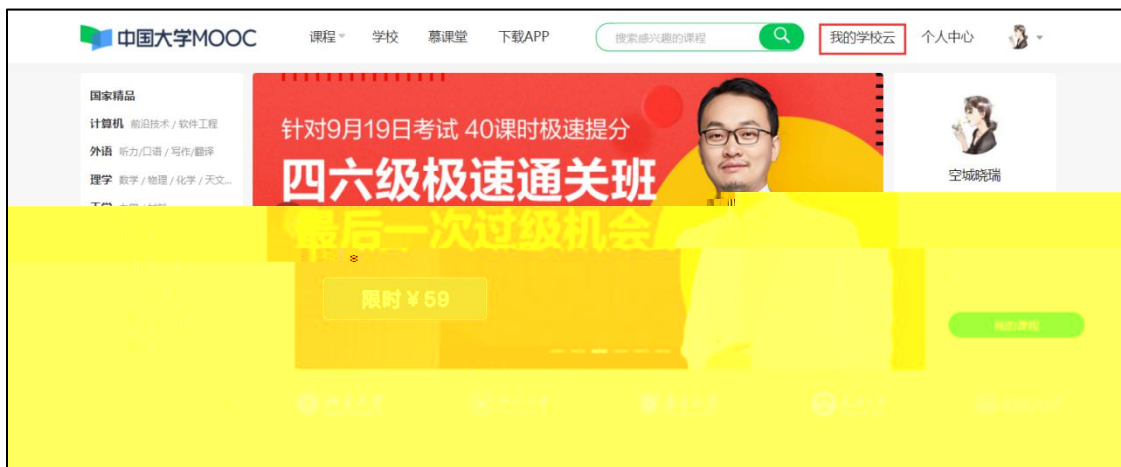 中国大学MOOC 课程 学校 慕课堂 下载APP 搜索感兴趣的课程 我的学校云 个人中心
国家精品
计算机 前沿技术 / 软件工程
外语 听力/口语 / 写作/翻译
理学 数学 / 物理 / 化学 / 天文...
针对9月19日考试 40课时极速提分
四六级极速通关班
最后一次过级机会
限时￥59
空城晓瑞
我的课程